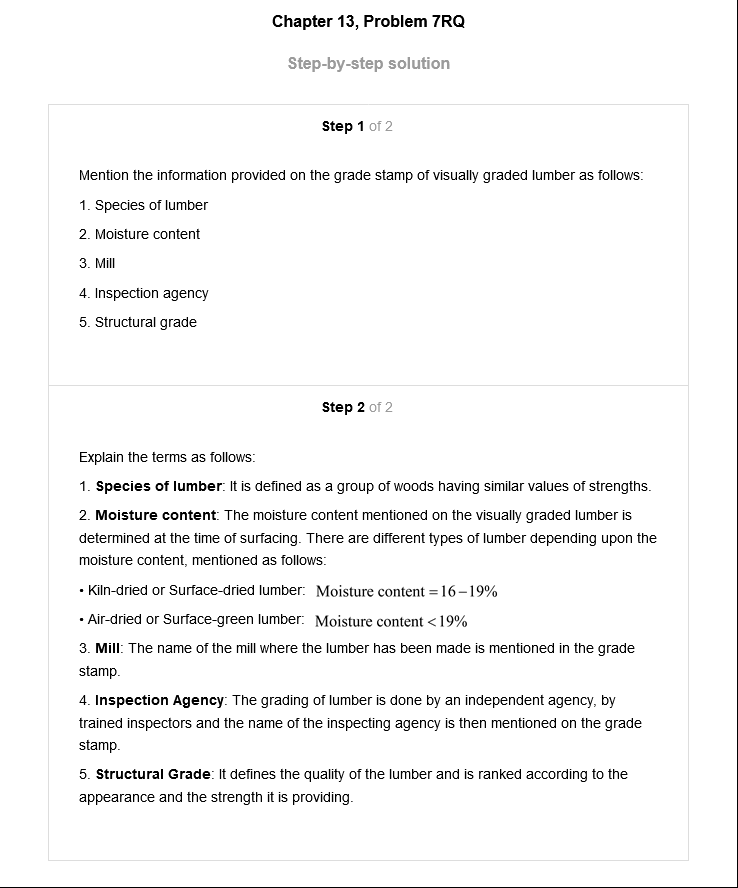 Chapter 13, Problem 7RQ
Step-by-step solution
Step 1 of 2
Mention the information provided on the grade stamp of visually graded lumber as follows:
1. Species of lumber
2. Moisture content
3. Mill
4. Inspection agency
5. Structural grade
Step 2 of 2
Explain the terms as follows:
1. Species of lumber: It is defined as a group of woods having similar values of strengths.
2. Moisture content: The moisture content mentioned on the visually graded lumber is
determined at the time of surfacing. There are different types of lumber depending upon the
moisture content, mentioned as follows:
• Kiln-dried or Surface-dried lumber: Moisture content = 16 – 19%
• Air-dried or Surface-green lumber: Moisture content < 19%
3. Mill: The name of the mill where the lumber has been made is mentioned in the grade
stamp.
4. Inspection Agency: The grading of lumber is done by an independent agency, by
trained inspectors and the name of the inspecting agency is then mentioned on the grade
stamp.
5. Structural Grade: It defines the quality of the lumber and is ranked according to the
appearance and the strength it is providing.